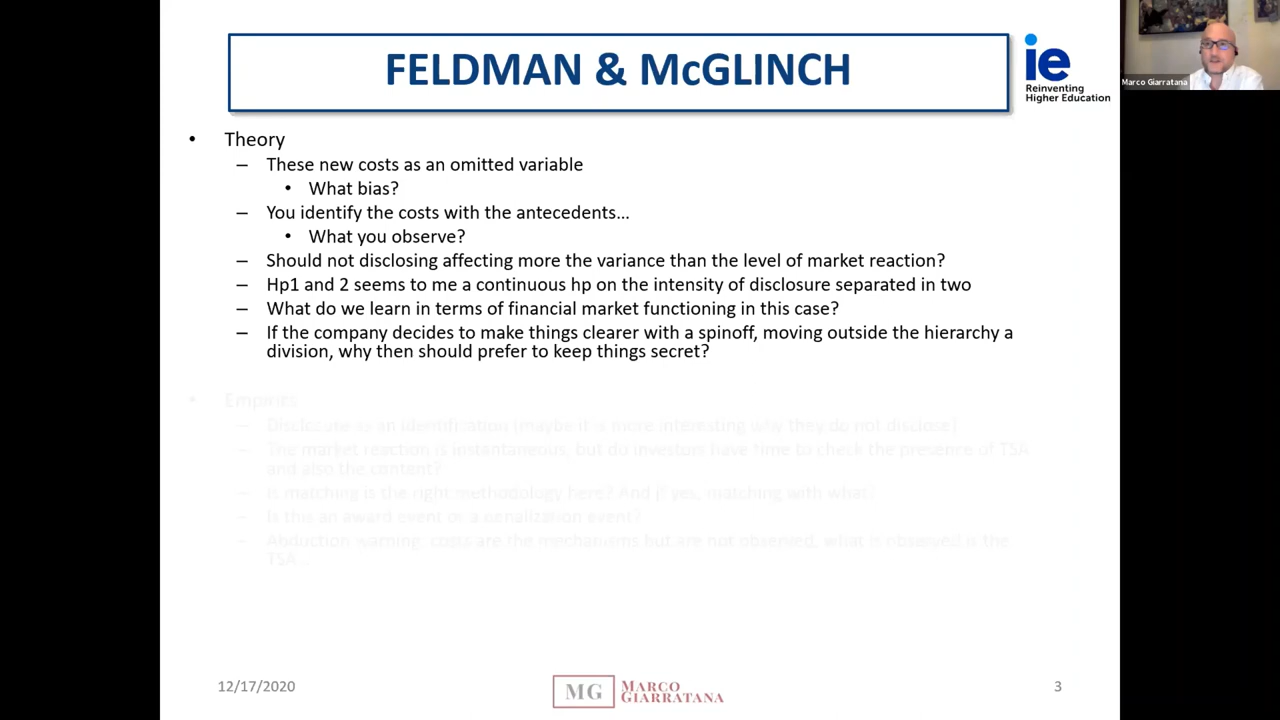 FELDMAN & McGLINCH
ie
Reinventing
Higher Education
Marco Giarratana
• Theory
– These new costs as an omitted variable
• What bias?
– You identify the costs with the antecedents...
• What you observe?
– Should not disclosing affecting more the variance than the level of market reaction?
– Hp1 and 2 seems to me a continuous hp on the intensity of disclosure separated in two
– What do we learn in terms of financial market functioning in this case?
– If the company decides to make things clearer with a spinoff, moving outside the hierarchy a
division, why then should prefer to keep things secret?
• Empirics
– Disclosure as an identification (maybe it is more interesting why they do not disclose)
– The market reaction is instantaneous, but do investors have time to check the presence of TSA
and also the content?
– Is matching is the right methodology here? And if yes, matching with what?
– Is this an award event or a penalization event?
– Abduction warning: costs are the mechanisms but are not observed, what is observed is the
TSA...
12/17/2020
MG
MARCO
GIARRATANA
3